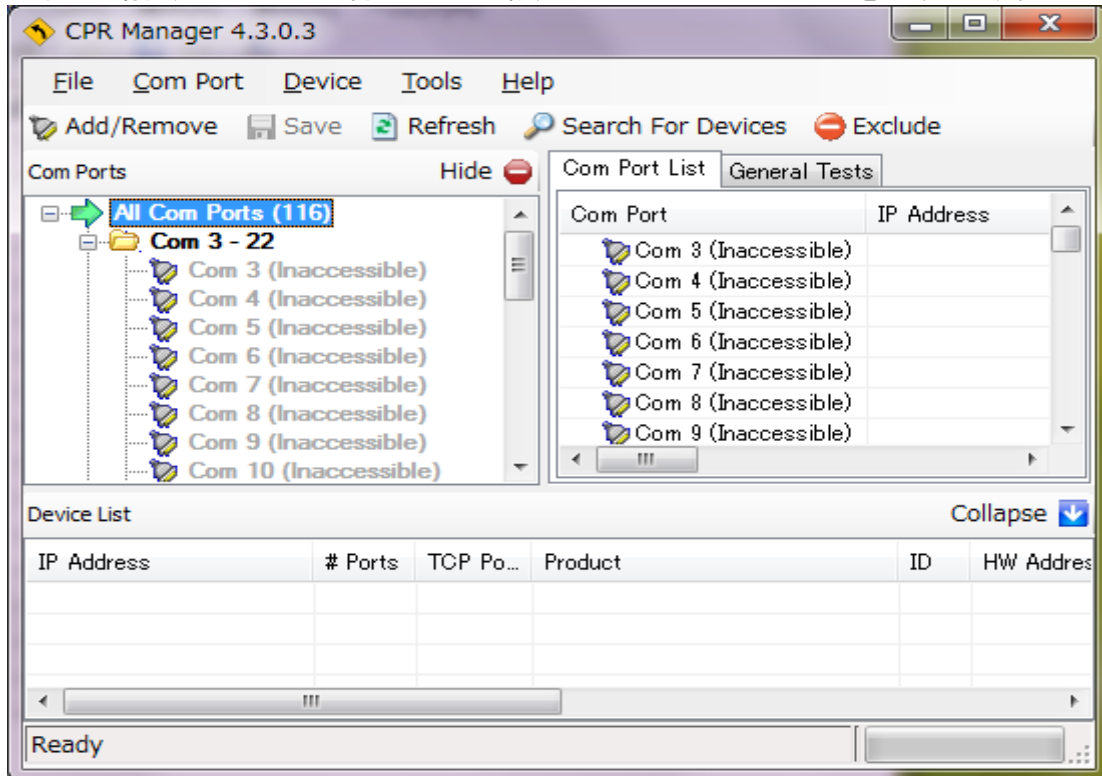 CPR Manager 4.3.0.3
File Com Port Device Tools Help
Add/Remove Save Refresh Search For Devices Exclude
Com Ports Hide
All Com Ports (116)
Com 3 - 22
Com 3 (Inaccessible)
Com 4 (Inaccessible)
Com 5 (Inaccessible)
Com 6 (Inaccessible)
Com 7 (Inaccessible)
Com 8 (Inaccessible)
Com 9 (Inaccessible)
Com 10 (Inaccessible)
Com Port List General Tests
Com Port IP Address
Com 3 (Inaccessible)
Com 4 (Inaccessible)
Com 5 (Inaccessible)
Com 6 (Inaccessible)
Com 7 (Inaccessible)
Com 8 (Inaccessible)
Com 9 (Inaccessible)
Device List Collapse
IP Address # Ports TCP Po... Product ID HW Addres
Ready